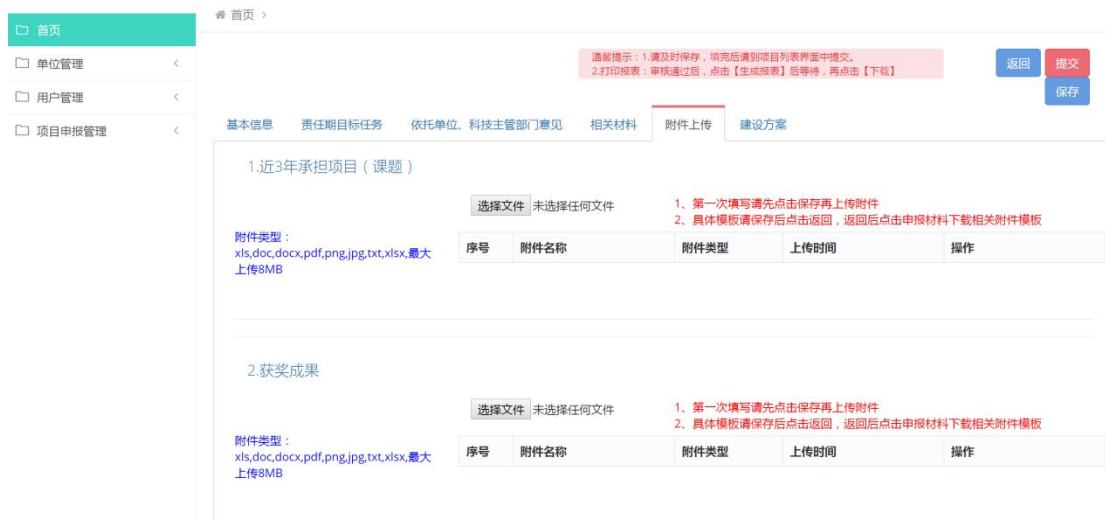 首页
单位管理
用户管理
项目申报管理
首页 >
温馨提示：1.请及时保存，填完后请到项目列表界面中提交。
2.打印报表：审核通过后，点击【生成报表】后等待，再点击【下载】
返回 提交
保存
基本信息 责任期目标任务 依托单位、科技主管部门意见 相关材料 附件上传 建设方案
1.近3年承担项目（课题）
选择文件 未选择任何文件
1、第一次填写请先点击保存再上传附件
2、具体模板请保存后点击返回，返回后点击申报材料下载相关附件模板
附件类型：
xls,doc,docx,pdf,png,jpg,txt,xlsx,最大
上传8MB
序号 附件名称 附件类型 上传时间 操作
2.获奖成果
选择文件 未选择任何文件
1、第一次填写请先点击保存再上传附件
2、具体模板请保存后点击返回，返回后点击申报材料下载相关附件模板
附件类型：
xls,doc,docx,pdf,png,jpg,txt,xlsx,最大
上传8MB
序号 附件名称 附件类型 上传时间 操作